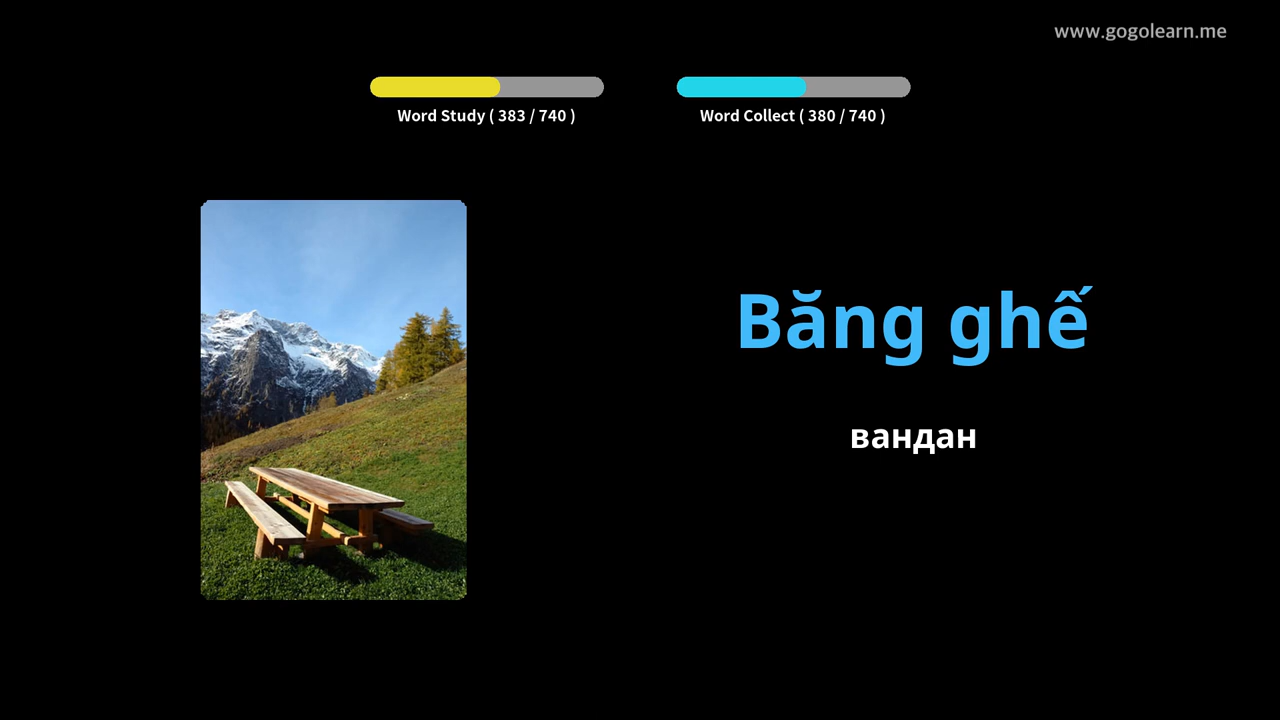 www.gogolearn.me
Word Study ( 383 / 740 )
Word Collect ( 380 / 740 )
Băng ghế
вандан